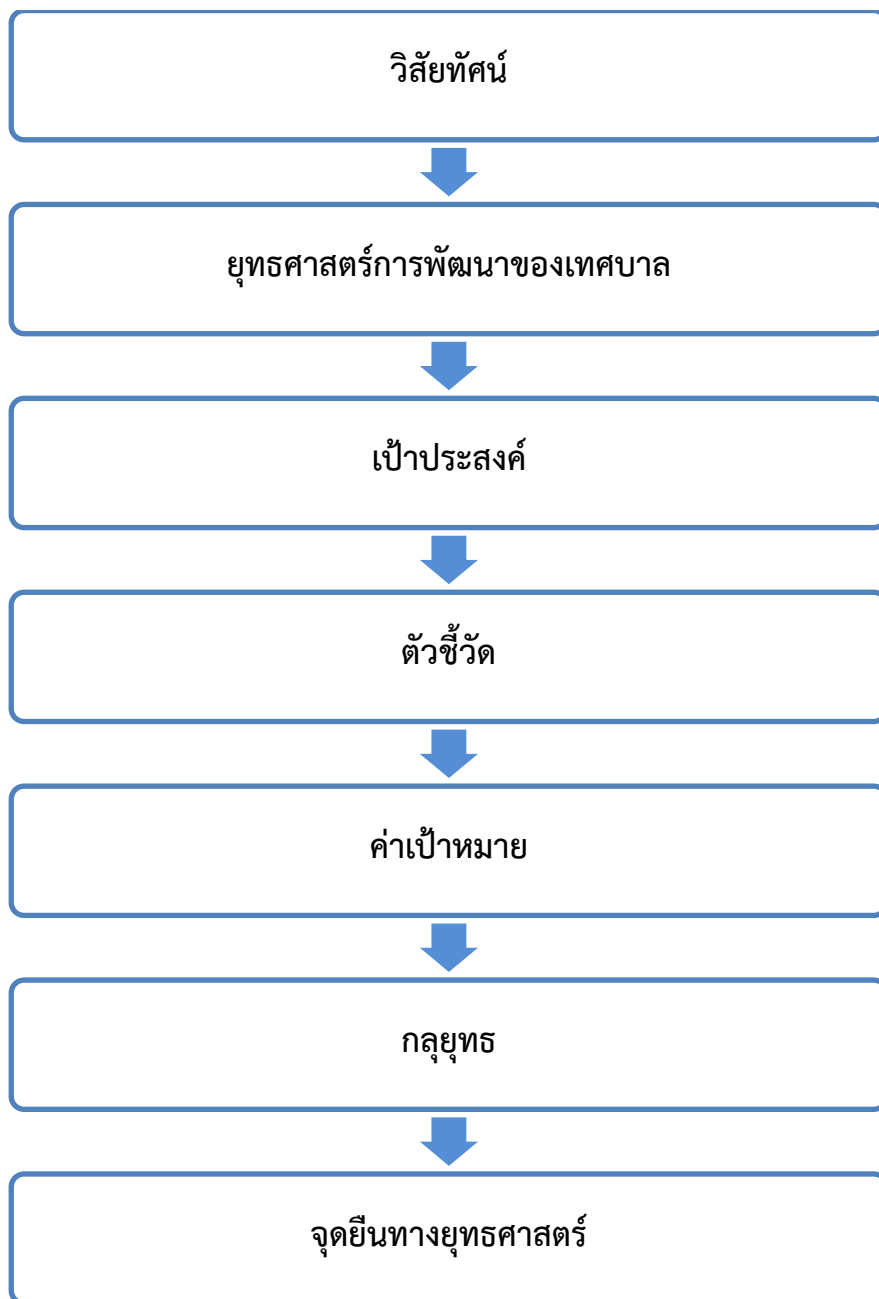 วิสัยทัศน์
ยุทธศาสตร์การพัฒนาของเทศบาล
เป้าประสงค์
ตัวชี้วัด
ค่าเป้าหมาย
กลุยุทธ
จุดยืนทางยุทธศาสตร์